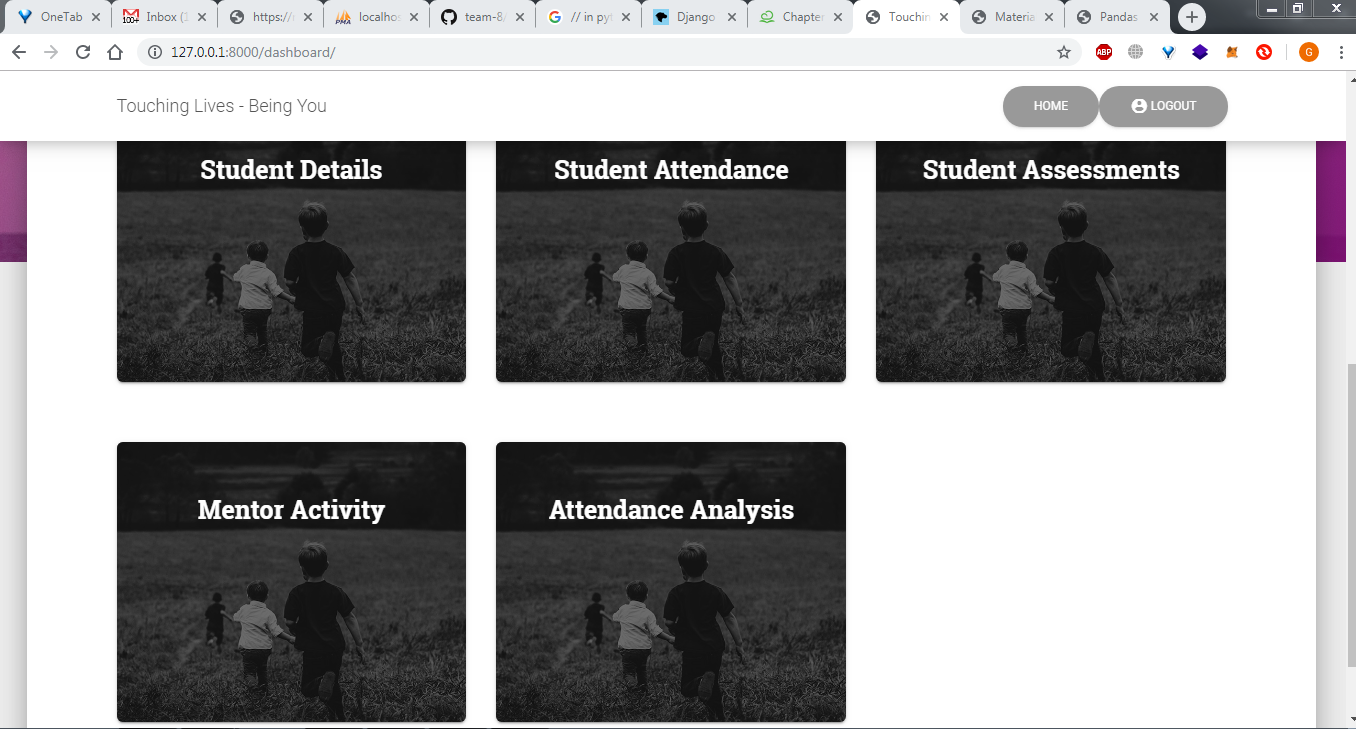 OneTab
Inbox (1
https://
localhos
team-8/
// in pyt
Django
Chapter
Touchin
Materia
Pandas
127.0.0.1:8000/dashboard/
ABP
G
Touching Lives - Being You
HOME
LOGOUT
Student Details
Student Attendance
Student Assessments
Mentor Activity
Attendance Analysis